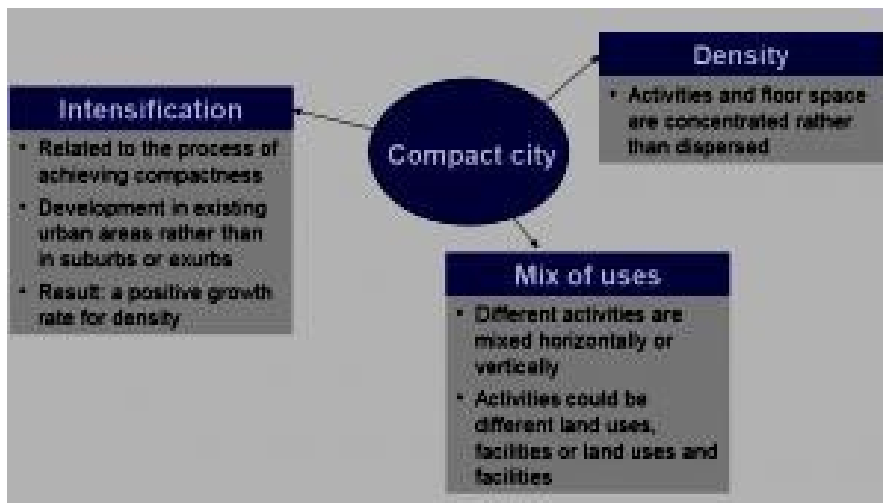 Compact city
Intensification
• Related to the process of
achieving compactness
• Development in existing
urban areas rather than
in suburbs or exurbs
• Result: a positive growth
rate for density
Density
• Activities and floor space
are concentrated rather
than dispersed
Mix of uses
• Different activities are
mixed horizontally or
vertically
• Activities could be
different land uses,
facilities or land uses and
facilities